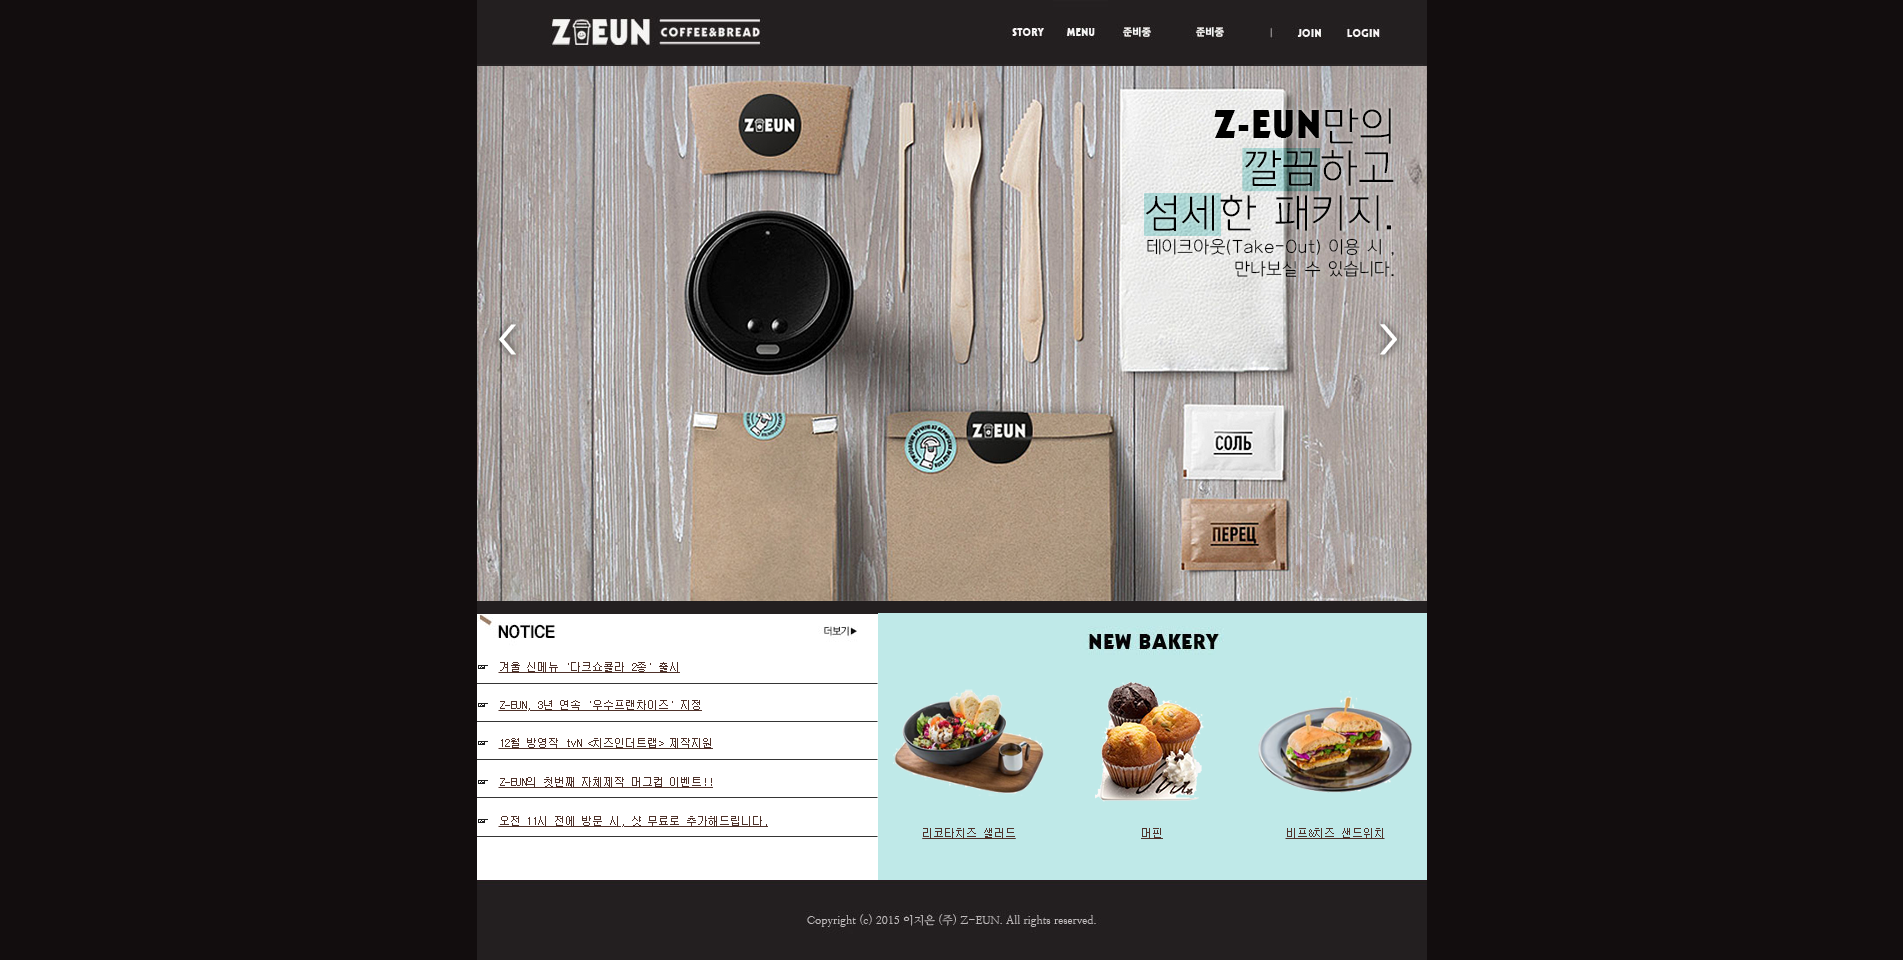 Z EUN COFFEE&BREAD
STORY MENU 준비중 준비중 | JOIN LOGIN
Z EUN
Z-EUN만의
깔끔하고
섬세한 패키지.
테이크아웃(Take-Out) 이용 시 ,
만나보실 수 있습니다.
Z EUN
СОЛЬ
ПЕРЕЦ
NOTICE
더보기▶
겨울 신메뉴 '다크쇼콜라 2종' 출시
Z-EUN, 3년 연속 '우수프랜차이즈' 지정
12월 방영작 tvN <치즈인더트랩> 제작지원
Z-EUN의 첫번째 자체제작 머그컵 이벤트!!
오전 11시 전에 방문 시, 샷 무료로 추가해드립니다.
NEW BAKERY
리코타치즈 샐러드
머핀
비프&치즈 샌드위치
Copyright (c) 2015 이지은 (주) Z-EUN. All rights reserved.